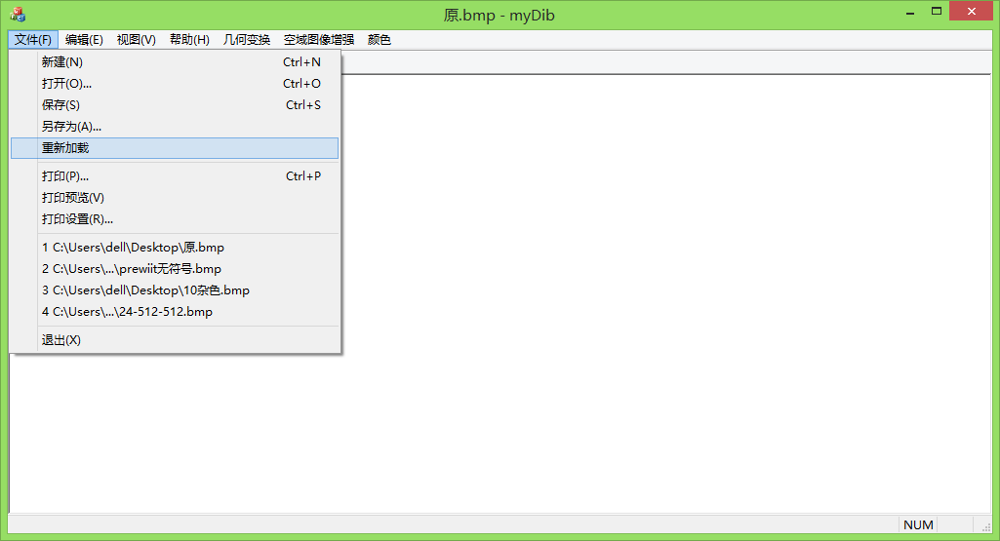 原.bmp - myDib
文件(F) 编辑(E) 视图(V) 帮助(H) 几何变换 空域图像增强 颜色
新建(N) Ctrl+N
打开(O)... Ctrl+O
保存(S) Ctrl+S
另存为(A)...
重新加载
打印(P)... Ctrl+P
打印预览(V)
打印设置(R)...
1 C:\Users\dell\Desktop\原.bmp
2 C:\Users\...\prewiit无符号.bmp
3 C:\Users\dell\Desktop\10杂色.bmp
4 C:\Users\...\24-512-512.bmp
退出(X)
NUM